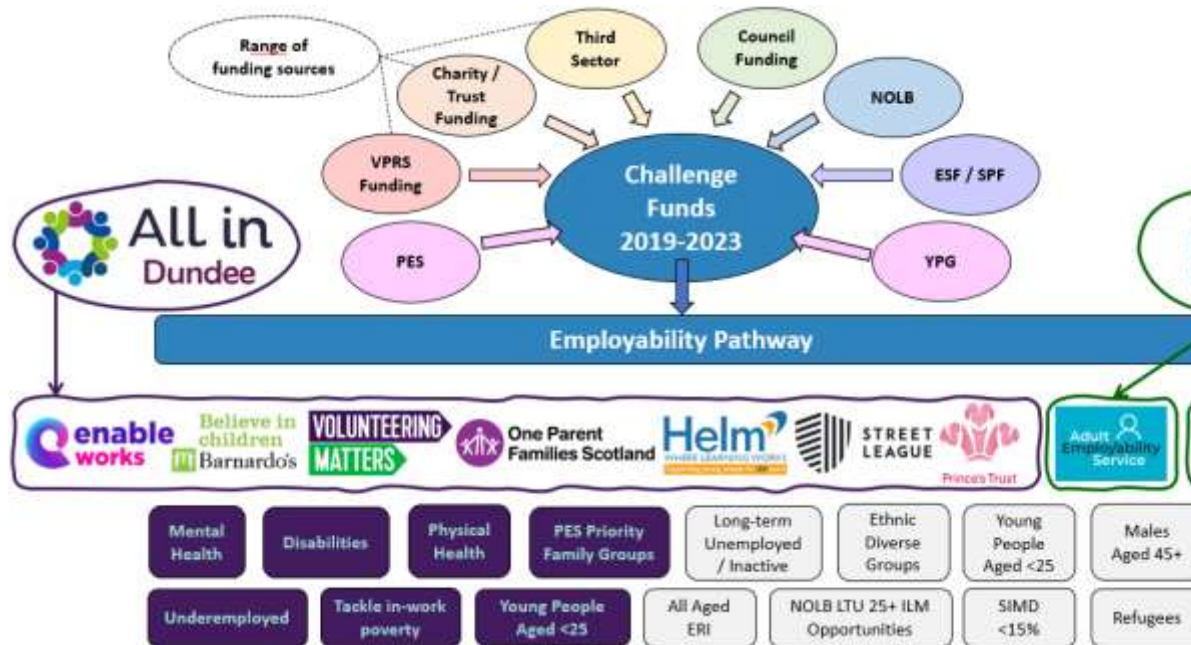 Range of
funding sources
Third
Sector
Council
Funding
Charity /
Trust
Funding
NOLB
VPRS
Funding
Challenge
Funds
2019-2023
ESF / SPF
All in
Dundee
PES
YPG
Employability Pathway
enable
works
Believe in
children
Barnardo's
VOLUNTEERING
MATTERS
One Parent
Families Scotland
Helm
WHERE LEARNING WORKS
STREET
LEAGUE
Prince's Trust
Adult
Employability
Service
Mental
Health
Disabilities
Physical
Health
PES Priority
Family Groups
Long-term
Unemployed
/ Inactive
Ethnic
Diverse
Groups
Young
People
Aged <25
Males
Aged 45+
Underemployed
Tackle in-work
poverty
Young People
Aged <25
All Aged
ERI
NOLB LTU 25+ ILM
Opportunities
SIMD
<15%
Refugees